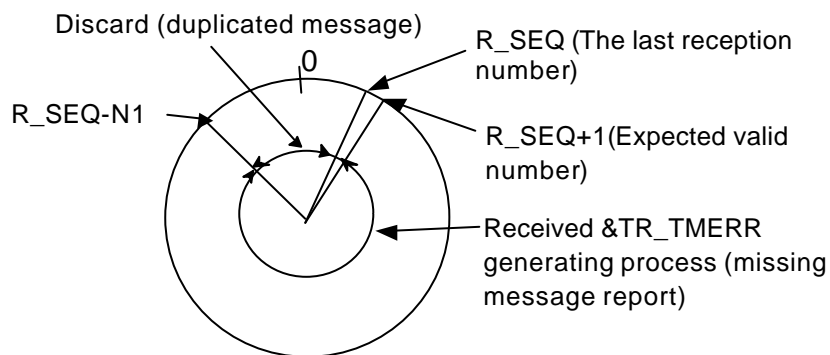 Discard (duplicated message)
0
R_SEQ (The last reception
number)
R_SEQ-N1
R_SEQ+1(Expected valid
number)
Received &TR_TMERR
generating process (missing
message report)